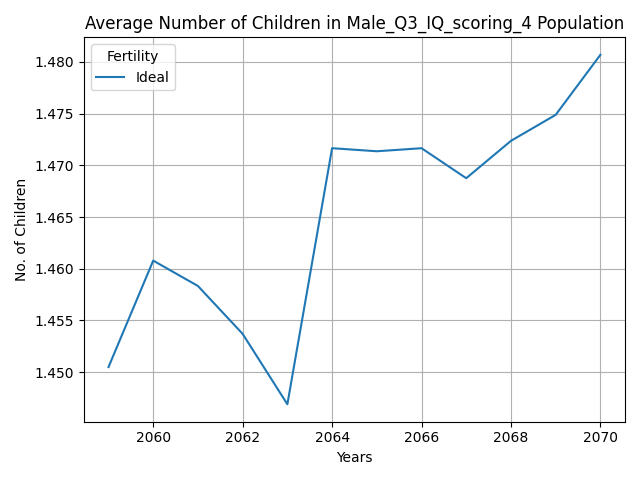 Average Number of Children in Male_Q3_IQ_scoring_4 Population
Fertility
Ideal
No. of Children
1.480
1.475
1.470
1.465
1.460
1.455
1.450
2060 2062 2064 2066 2068 2070
Years